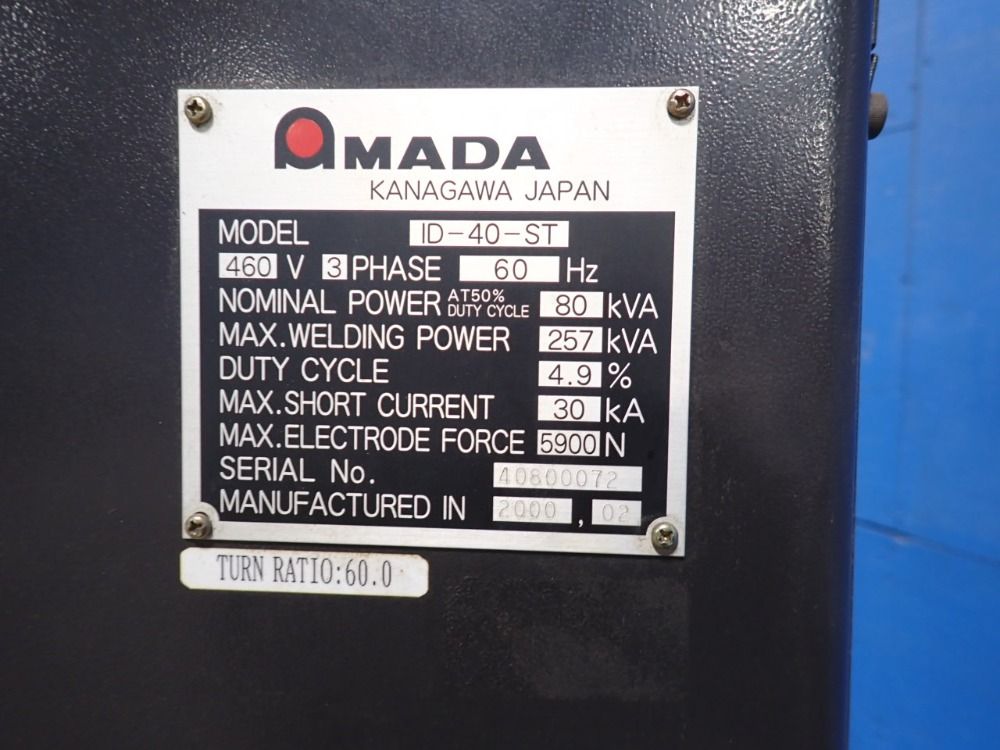 AMADA
KANAGAWA JAPAN
MODEL ID-40-ST
460 V 3 PHASE 60 Hz
NOMINAL POWER AT50% DUTY CYCLE 80 kVA
MAX.WELDING POWER 257 kVA
DUTY CYCLE 4.9 %
MAX.SHORT CURRENT 30 kA
MAX.ELECTRODE FORCE 5900 N
SERIAL No. 40800072
MANUFACTURED IN 2000 , 02
TURN RATIO:60.0